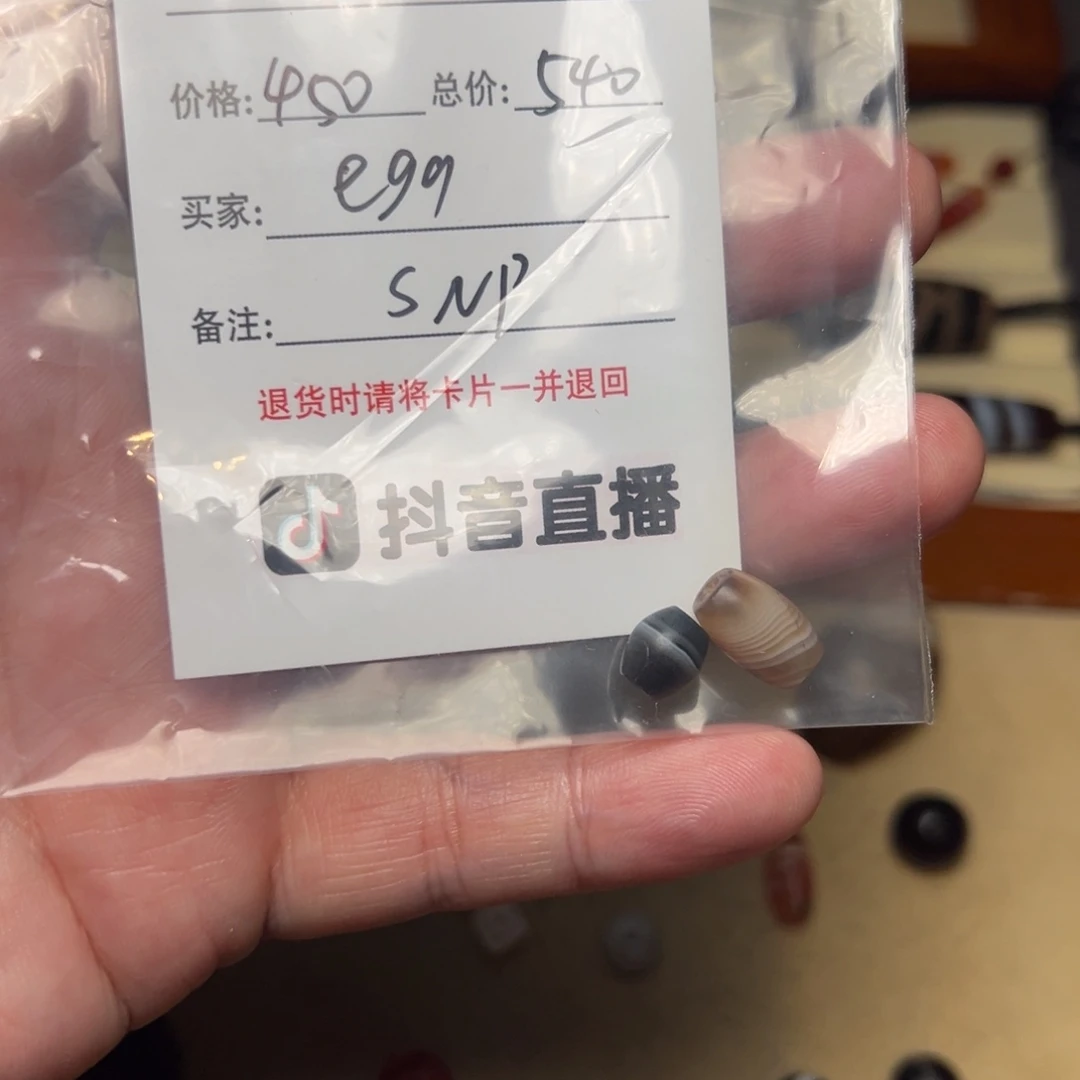 价格:450 总价:540
买家: egg
备注: SNP
退货时请将卡片一并退回
抖音直播